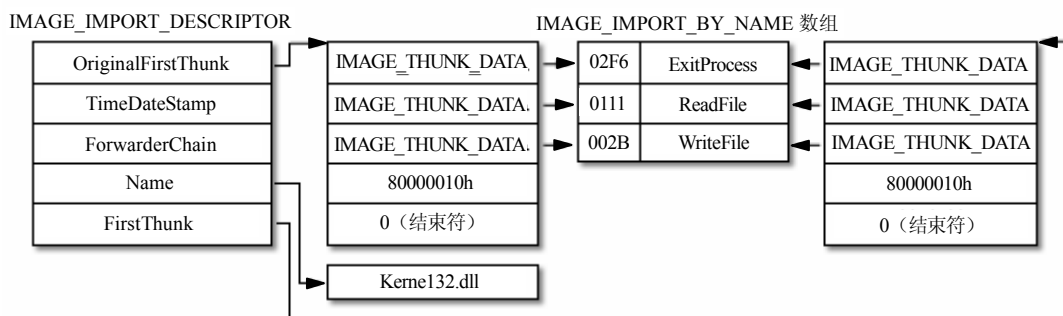 IMAGE_IMPORT_DESCRIPTOR
IMAGE_IMPORT_BY_NAME 数组
OriginalFirstThunk
IMAGE_THUNK_DATA
02F6
ExitProcess
IMAGE_THUNK_DATA
TimeDateStamp
IMAGE_THUNK_DATA
0111
ReadFile
IMAGE_THUNK_DATA
ForwarderChain
IMAGE_THUNK_DATA
002B
WriteFile
IMAGE_THUNK_DATA
Name
80000010h
80000010h
FirstThunk
0（结束符）
0（结束符）
Kerne132.dll